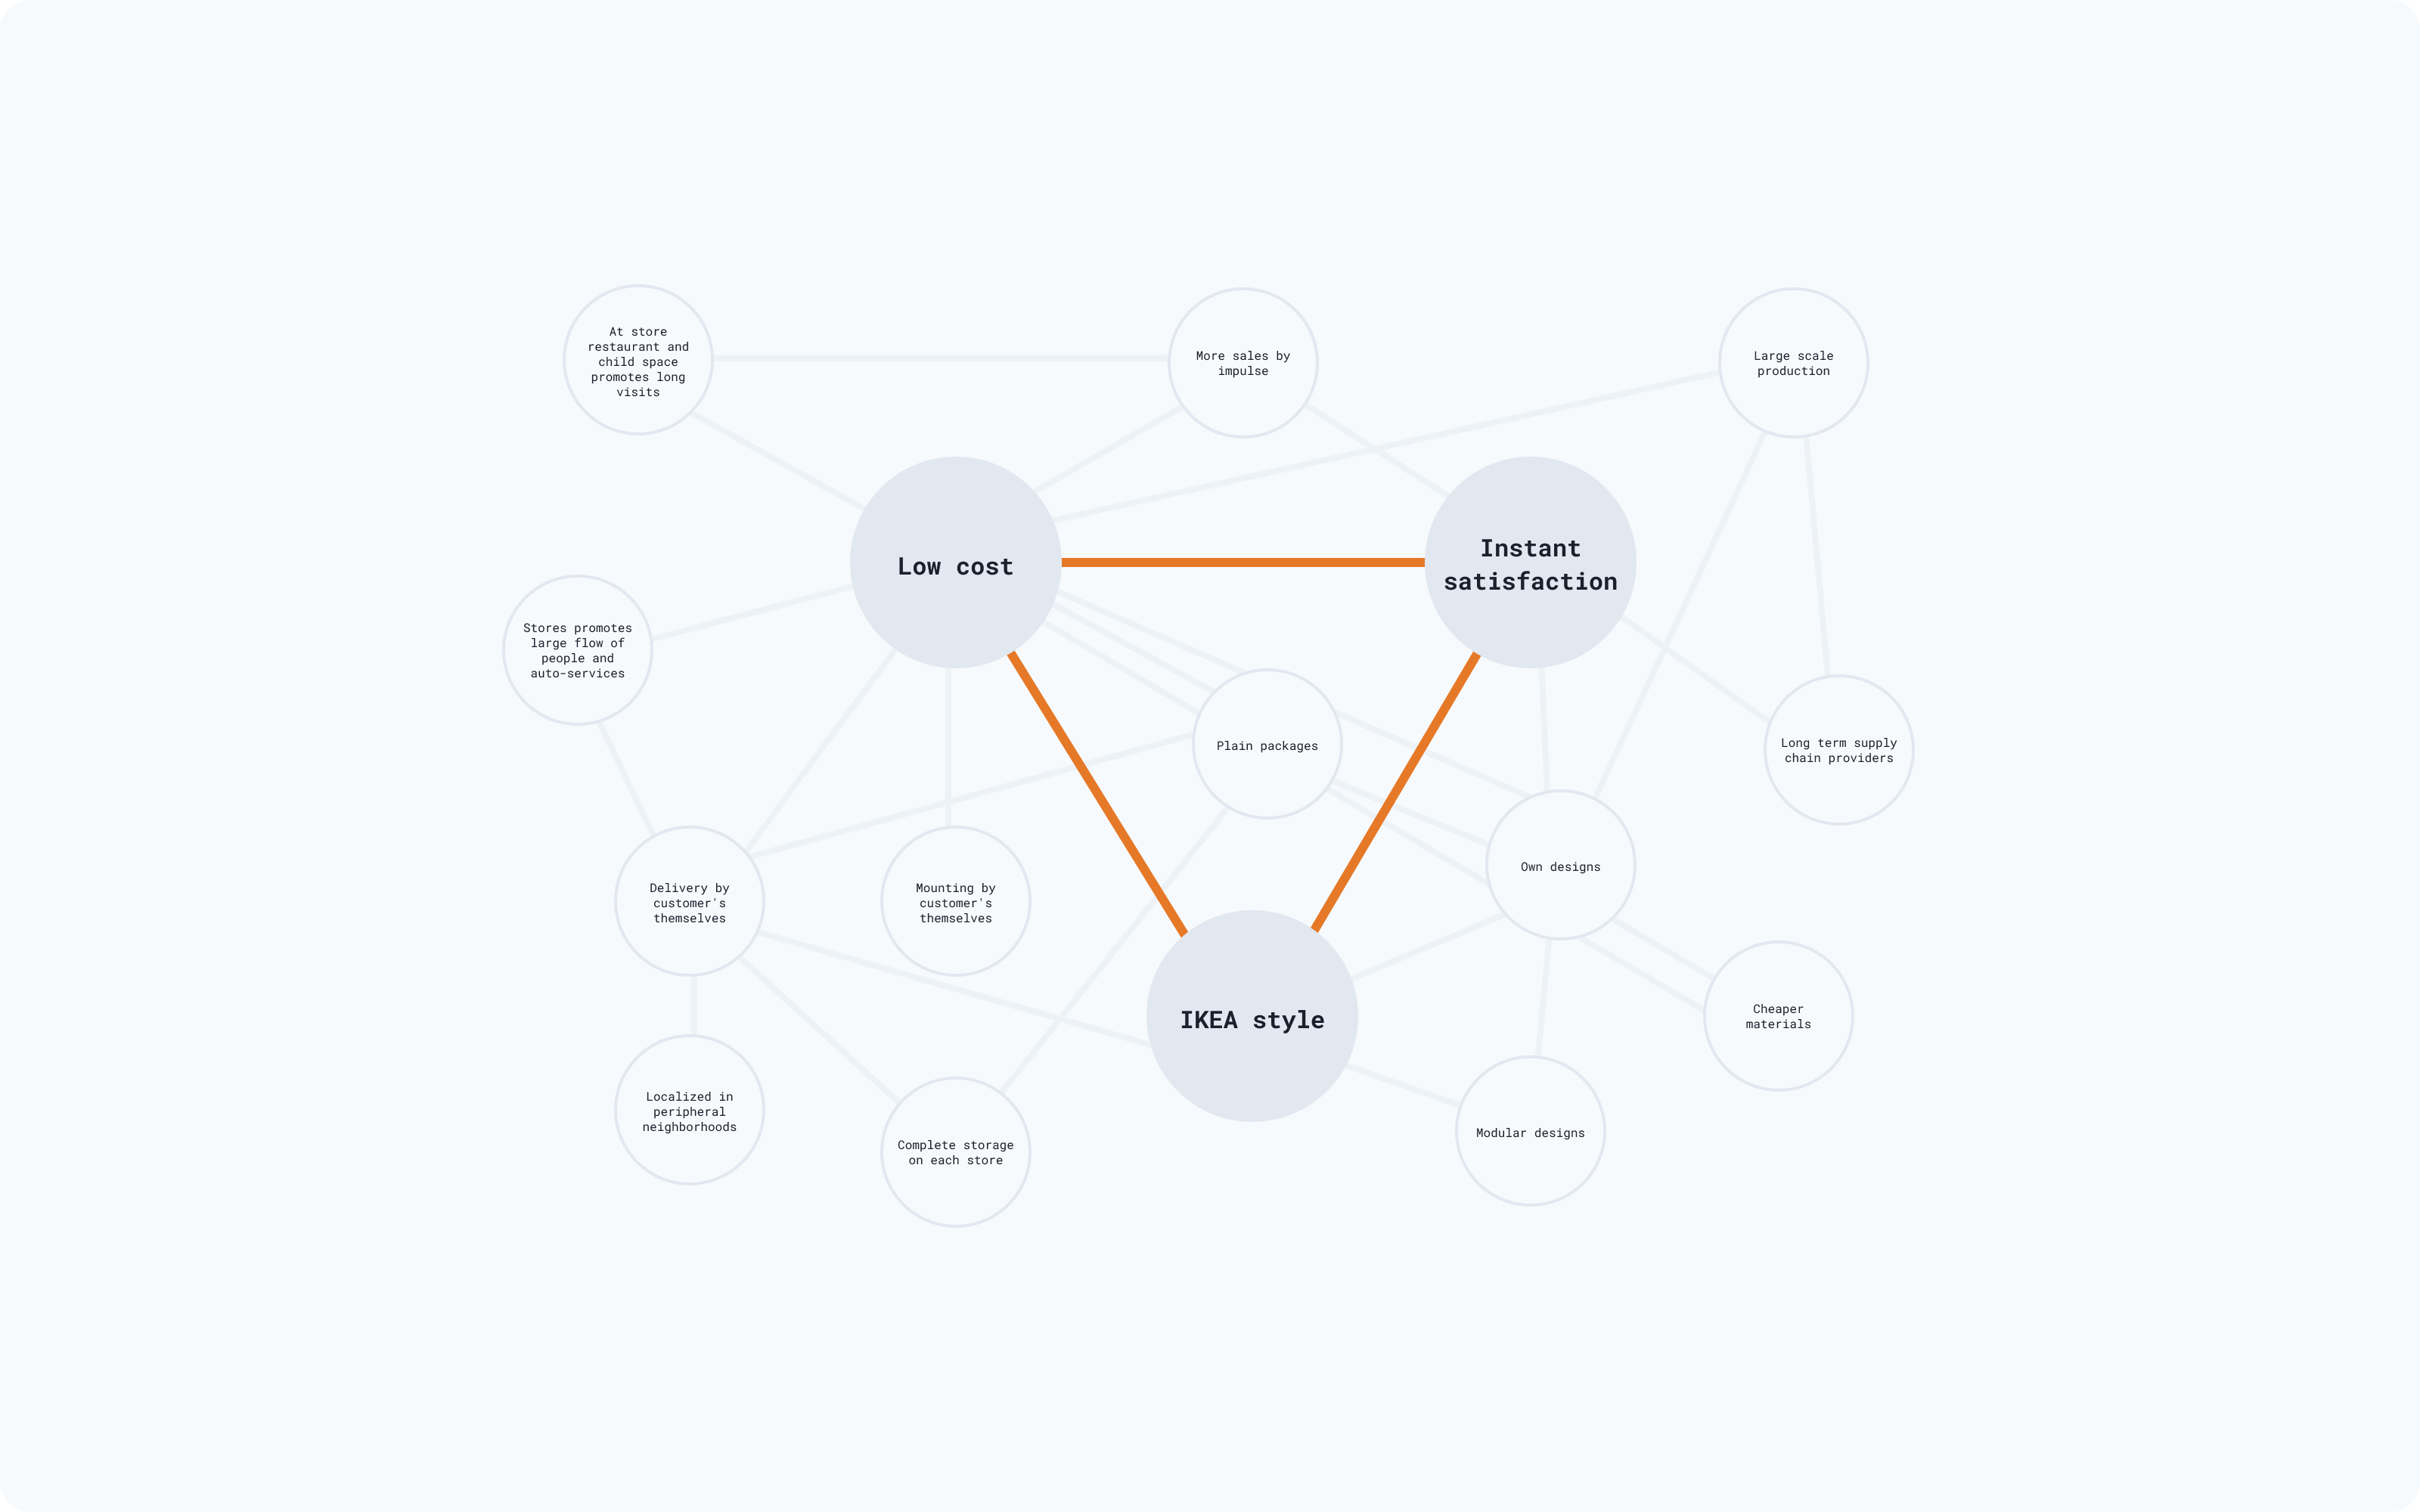 At store
restaurant and
child space
promotes long
visits
More sales by
impulse
Large scale
production
Low cost
Instant
satisfaction
Stores promotes
large flow of
people and
auto-services
Plain packages
Long term supply
chain providers
Own designs
Delivery by
customer's
themselves
Mounting by
customer's
themselves
IKEA style
Cheaper
materials
Localized in
peripheral
neighborhoods
Complete storage
on each store
Modular designs